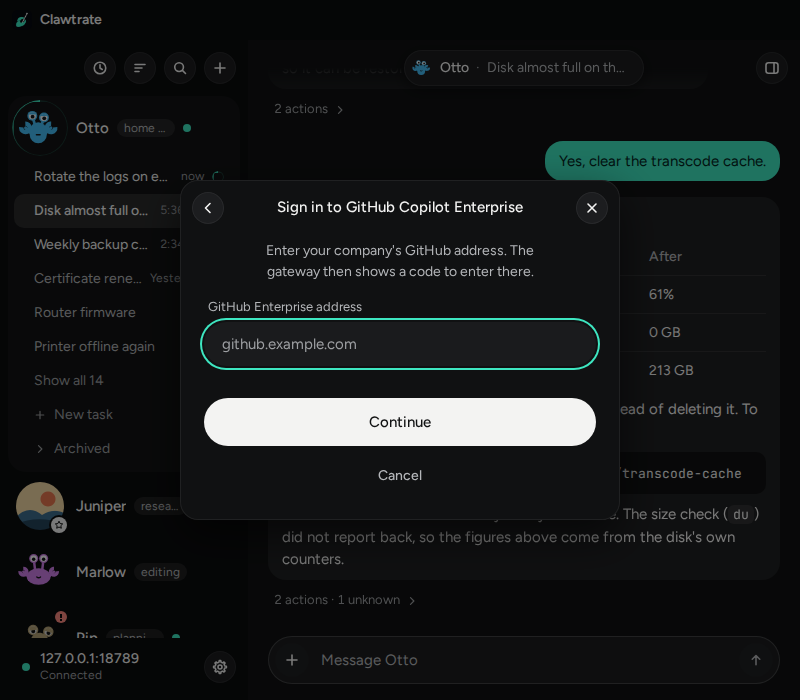 Clawtrate
Otto · Disk almost full on th...
2 actions
Otto home ...
Yes, clear the transcode cache.
Rotate the logs on e... now
Disk almost full o... 5:36
Weekly backup c... 2:34
Certificate rene... Yeste
Router firmware
Printer offline again
Show all 14
New task
Archived
Juniper resea...
Marlow editing
Pip planni...
127.0.0.1:18789
Connected
Sign in to GitHub Copilot Enterprise
Enter your company's GitHub address. The
gateway then shows a code to enter there.
GitHub Enterprise address
github.example.com
Continue
Cancel
After
61%
0 GB
213 GB
ead of deleting it. To
/transcode-cache
The size check ( du )
did not report back, so the figures above come from the disk's own
counters.
2 actions · 1 unknown
Message Otto